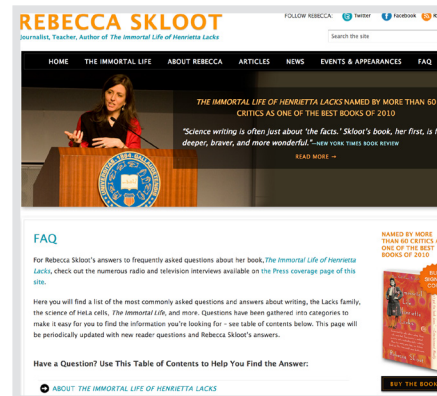 REBECCA SKLOOT
FOLLOW REBECCA: Twitter Facebook
Journalist, Teacher, Author of The Immortal Life of Henrietta Lacks
Search the site
HOME THE IMMORTAL LIFE ABOUT REBECCA ARTICLES NEWS EVENTS & APPEARANCES FAQ
THE IMMORTAL LIFE OF HENRIETTA LACKS NAMED BY MORE THAN 60
CRITICS AS ONE OF THE BEST BOOKS OF 2010
"Science writing is often just about 'the facts.' Skloot's book, her first, is
deeper, braver, and more wonderful."—NEW YORK TIMES BOOK REVIEW
READ MORE →
FAQ
For Rebecca Skloot's answers to frequently asked questions about her book, The Immortal Life of Henrietta
Lacks, check out the numerous radio and television interviews available on the Press coverage page of this
site.
Here you will find a list of the most commonly asked questions and answers about writing, the Lacks family,
the science of HeLa cells, The Immortal Life, and more. Questions have been gathered into categories to
make it easy for you to find the information you're looking for – see table of contents below. This page will
be periodically updated with new reader questions and Rebecca Skloot's answers.
Have a Question? Use This Table of Contents to Help You Find the Answer:
ABOUT THE IMMORTAL LIFE OF HENRIETTA LACKS
NAMED BY MORE
THAN 60 CRITICS
ONE OF THE BEST
BOOKS OF 2010
BUY THE BOOK